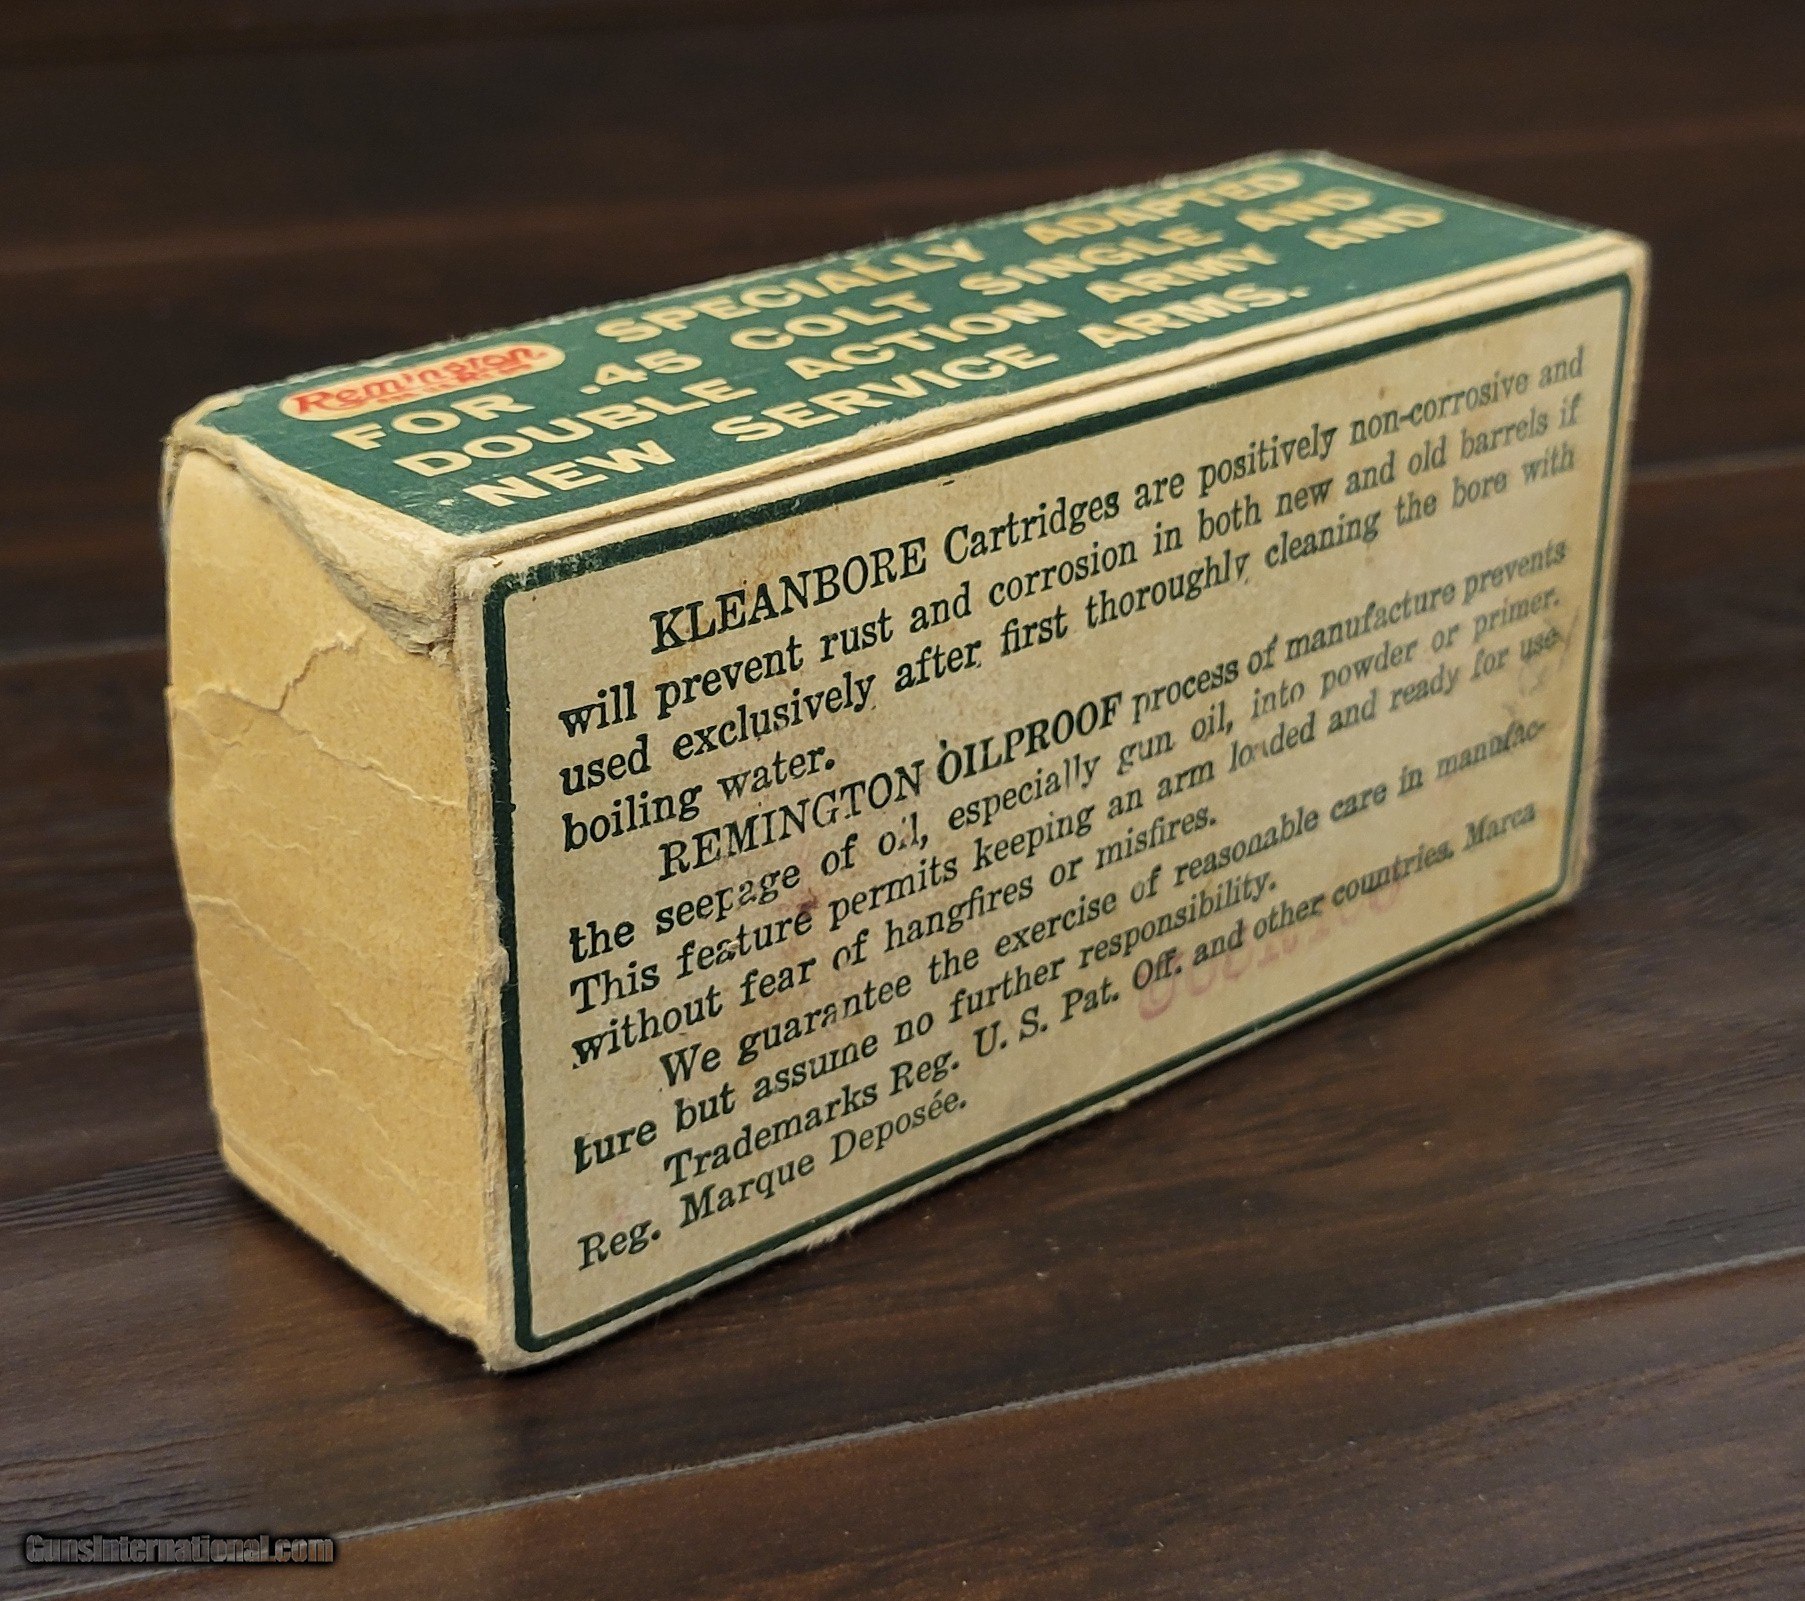 Remington SPECIALLY ADAPTED
FOR .45 COLT SINGLE AND
DOUBLE ACTION ARMY AND
NEW SERVICE ARMS.
KLEANBORE Cartridges are positively non-corrosive and
will prevent rust and corrosion in both new and old barrels if
used exclusively after first thoroughly cleaning the bore with
boiling water.
REMINGTON OILPROOF process of manufacture prevents
the seepage of oil, especially gun oil, into powder or primer.
This feature permits keeping an arm loaded and ready for use
without fear of hangfires or misfires.
We guarantee the exercise of reasonable care in manufac-
ture but assume no further responsibility.
Trademarks Reg. U. S. Pat. Off. and other countries. Marca
Reg. Marque Deposée.
GunsInternational.com